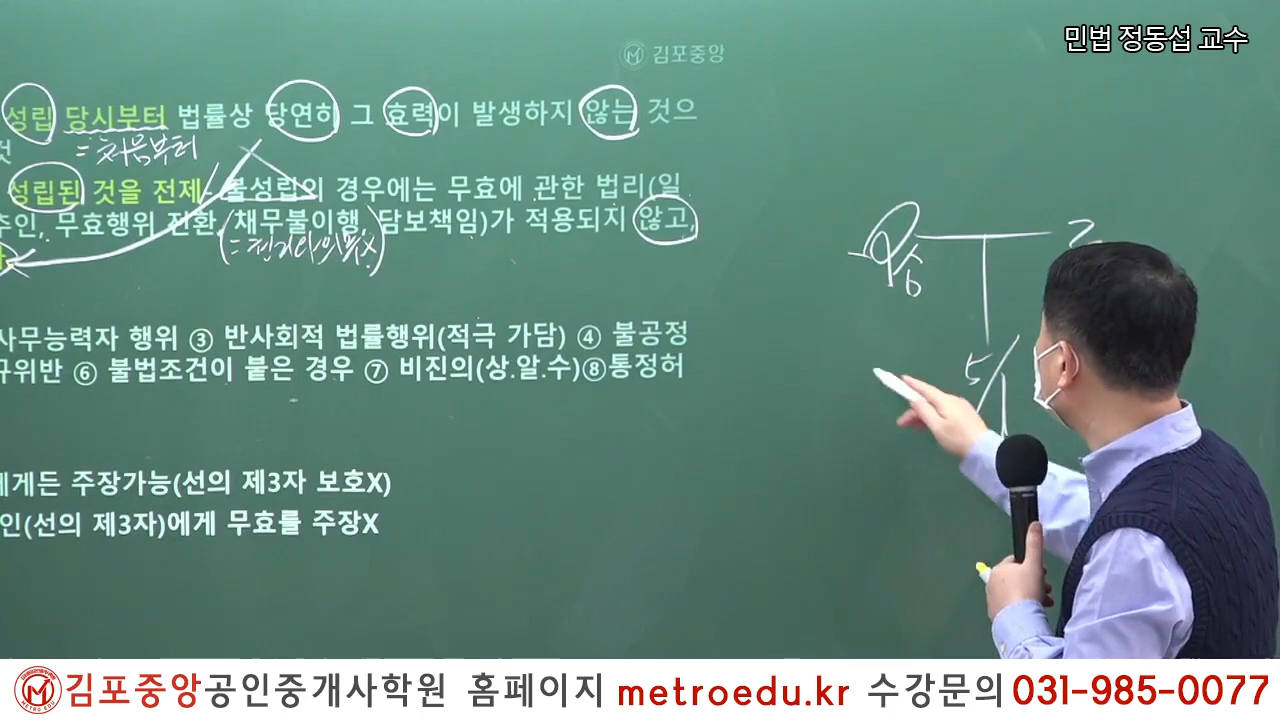 민법 정동섭 교수
김포중앙
성립 당시부터 법률상 당연히 그 효력이 발생하지 않는 것으
것
= 처음부터
성립된 것을 전제- 불성립의 경우에는 무효에 관한 법리(일
추인, 무효행위 전환, 채무불이행, 담보책임)가 적용되지 않고,
사무능력자 행위 ③ 반사회적 법률행위(적극 가담) ④ 불공정
규위반 ⑥ 불법조건이 붙은 경우 ⑦ 비진의(상.알.수)⑧통정허
에게든 주장가능(선의 제3자 보호X)
인(선의 제3자)에게 무효를 주장X
5/1
김포중앙공인중개사학원 홈페이지 metroedu.kr 수강문의 031-985-0077